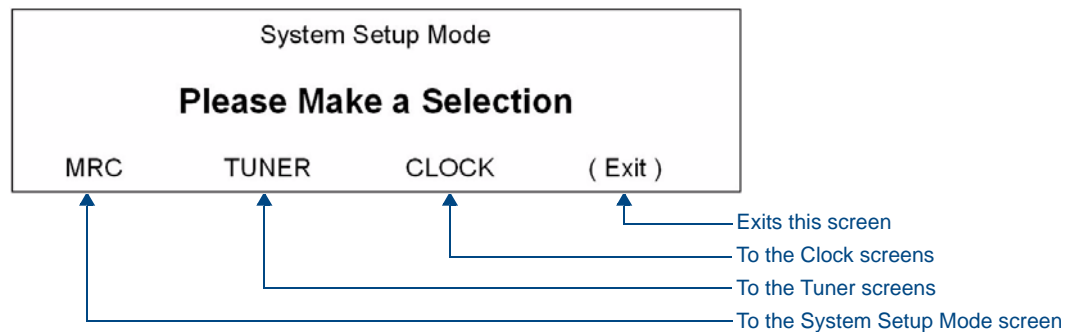 System Setup Mode
Please Make a Selection
MRC TUNER CLOCK ( Exit )
Exits this screen
To the Clock screens
To the Tuner screens
To the System Setup Mode screen